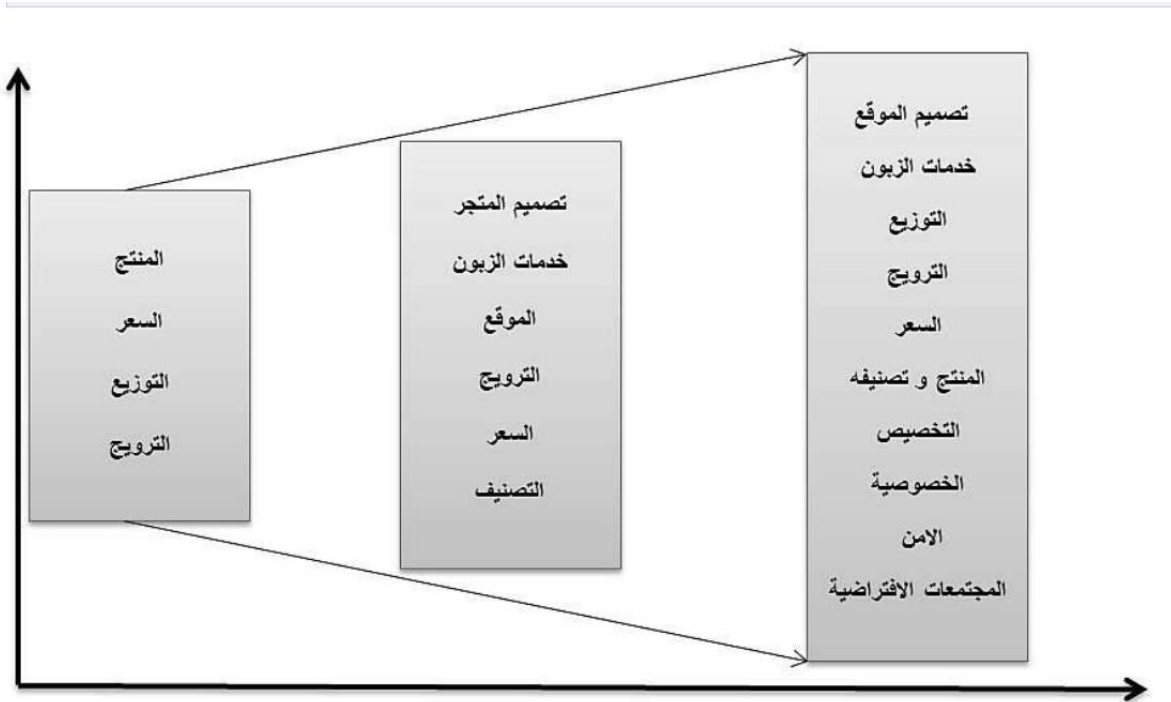 المنتج
السعر
التوزيع
الترويج
تصميم المتجر
خدمات الزبون
الموقع
الترويج
السعر
التصنيف
تصميم الموقع
خدمات الزبون
التوزيع
الترويج
السعر
المنتج و تصنيفه
التخصيص
الخصوصية
الامن
المجتمعات الافتراضية